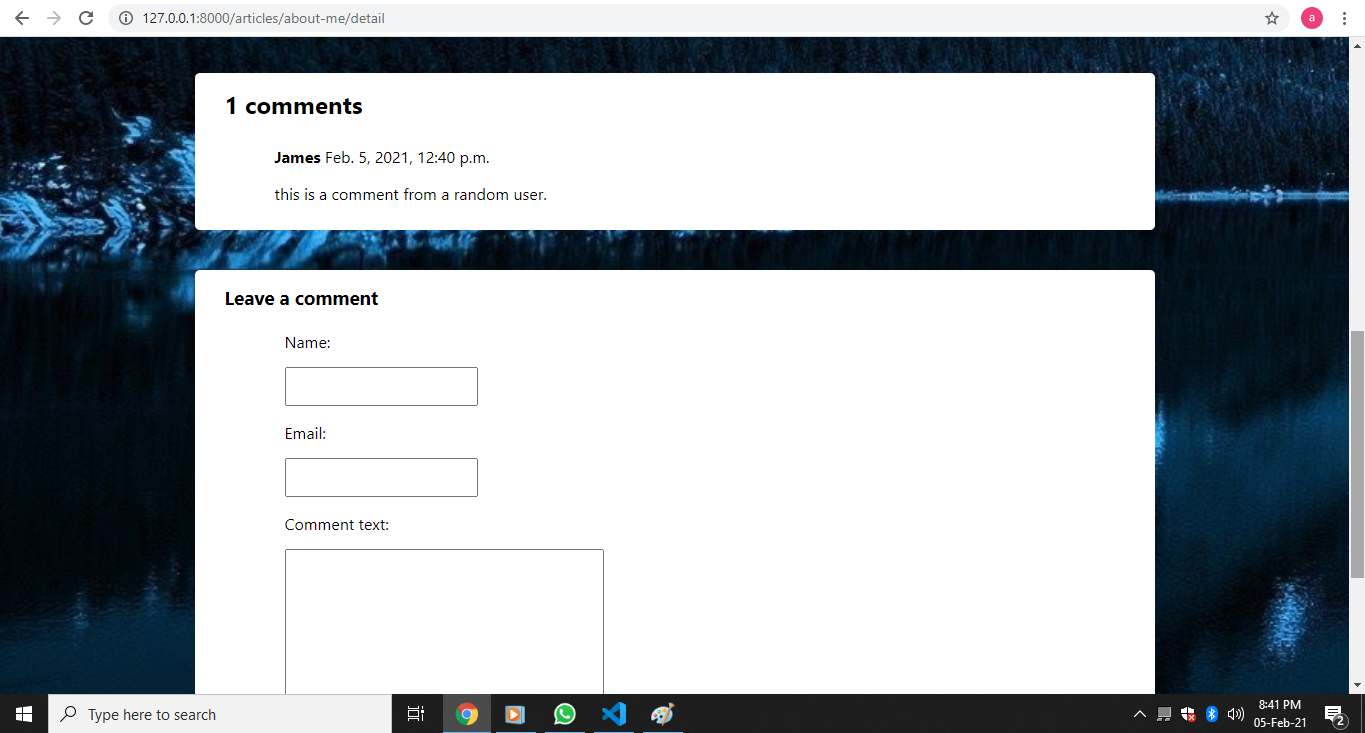 127.0.0.1:8000/articles/about-me/detail
a
1 comments
James Feb. 5, 2021, 12:40 p.m.
this is a comment from a random user.
Leave a comment
Name:
Email:
Comment text:
Type here to search
8:41 PM
05-Feb-21
2